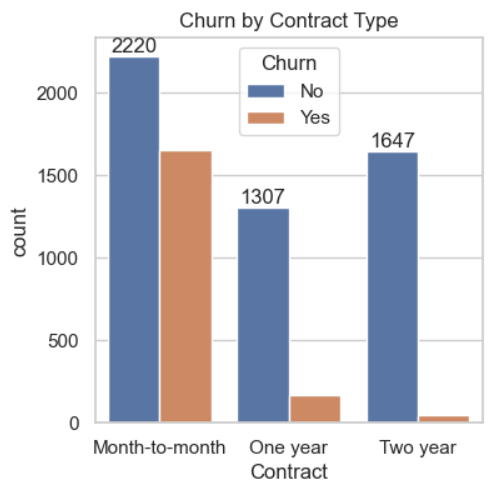 Churn by Contract Type
2220
Churn
No
Yes
2000
1647
1500
1307
count
1000
500
0
Month-to-month One year Two year
Contract